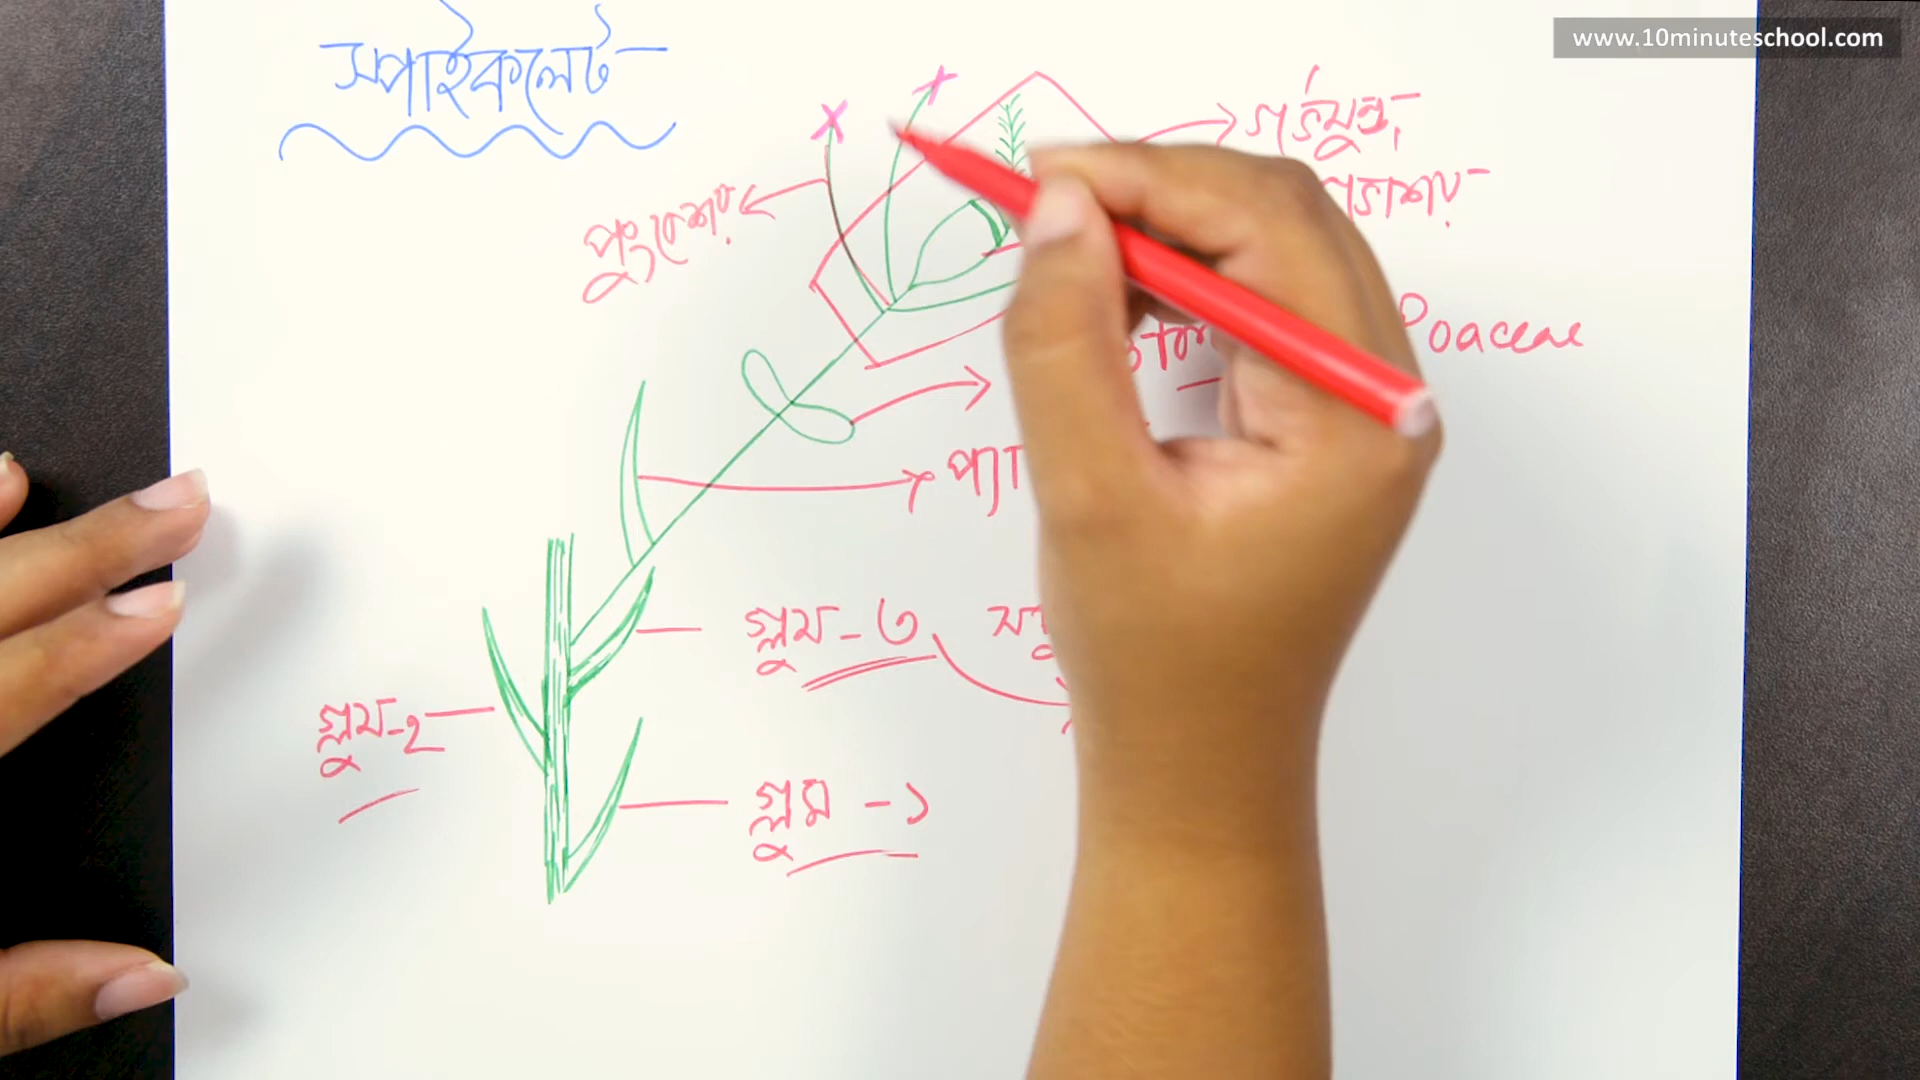 www.10minuteschool.com
স্পাইকলেট
গর্ভমুন্ড
পুংকেশর
গর্ভাশয়
Poaceae
গ্লুম-৩
গ্লুম-২
গ্লুম-১